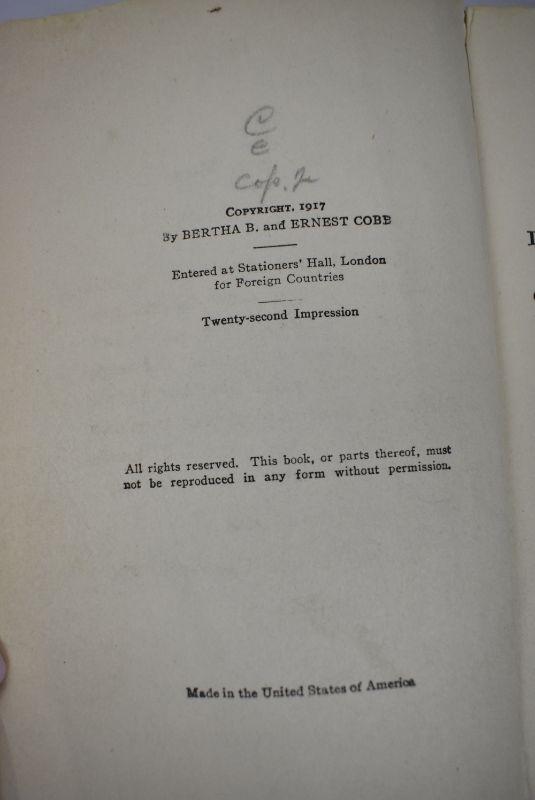 C
e
cop. 2
COPYRIGHT, 1917
By BERTHA B. and ERNEST COBB
Entered at Stationers' Hall, London
for Foreign Countries
Twenty-second Impression
All rights reserved. This book, or parts thereof, must
not be reproduced in any form without permission.
Made in the United States of America